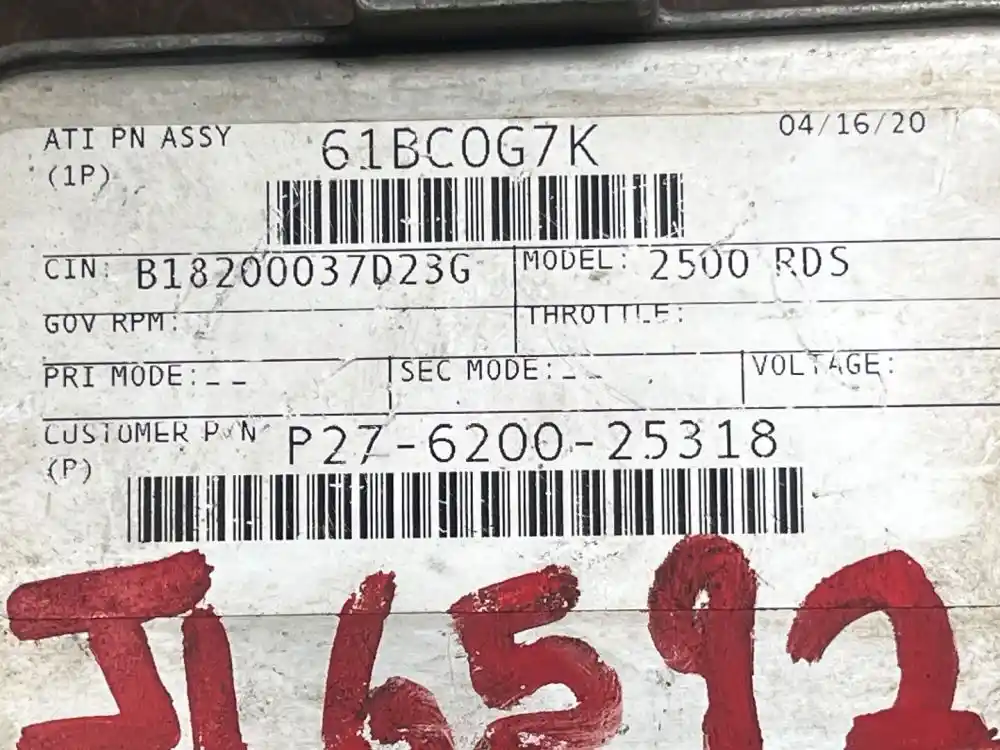 ATI PN ASSY 61BC0G7K 04/16/20
(1P)
CIN: B18200037D23G MODEL: 2500 RDS
GOV RPM: THROTTLE:
PRI MODE:-- SEC MODE:-- VOLTAGE:
CUSTOMER P/N P27-6200-25318
(P)